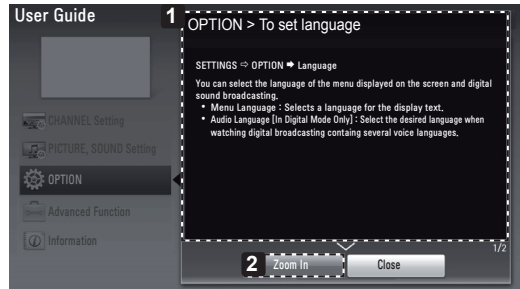 User Guide
1
OPTION > To set language
SETTINGS ⇨ OPTION ➡ Language
You can select the language of the menu displayed on the screen and digital
sound broadcasting.
• Menu Language : Selects a language for the display text.
• Audio Language [In Digital Mode Only] : Select the desired language when
watching digital broadcasting containg several voice languages.
CHANNEL Setting
PICTURE, SOUND Setting
OPTION
Advanced Function
Information
1/2
2
Zoom In
Close